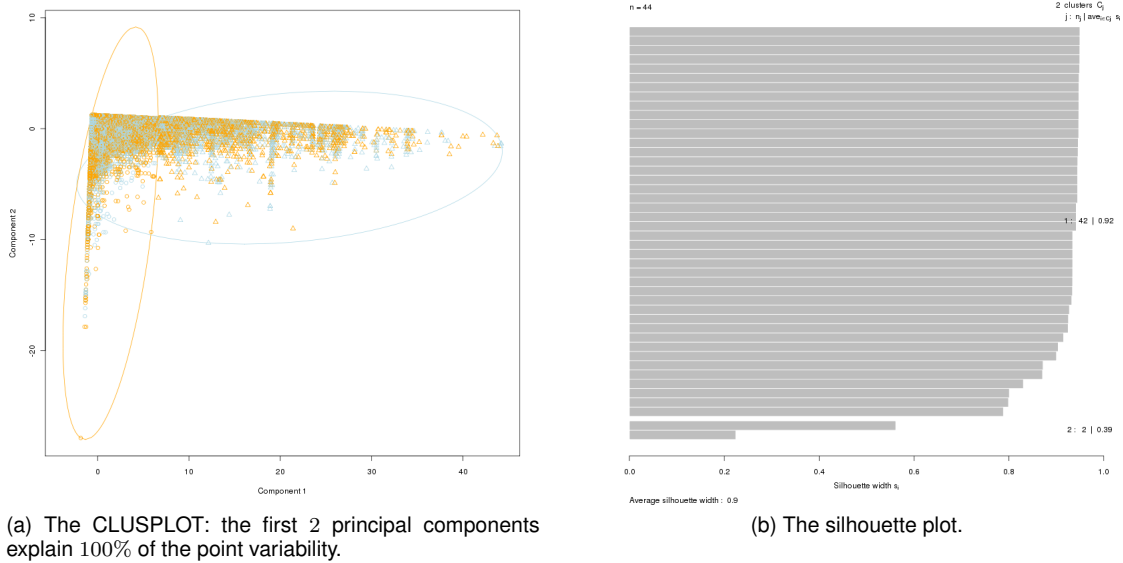 10
0
-10
-20
Component 2
0
10
20
30
40
Component 1
(a) The CLUSPLOT: the first 2 principal components
explain 100% of the point variability.
n = 44
2 clusters Cj
j : nj | avei∈Cj si
1 : 42 | 0.92
2 : 2 | 0.39
0.0
0.2
0.4
0.6
0.8
1.0
Silhouette width si
Average silhouette width : 0.9
(b) The silhouette plot.